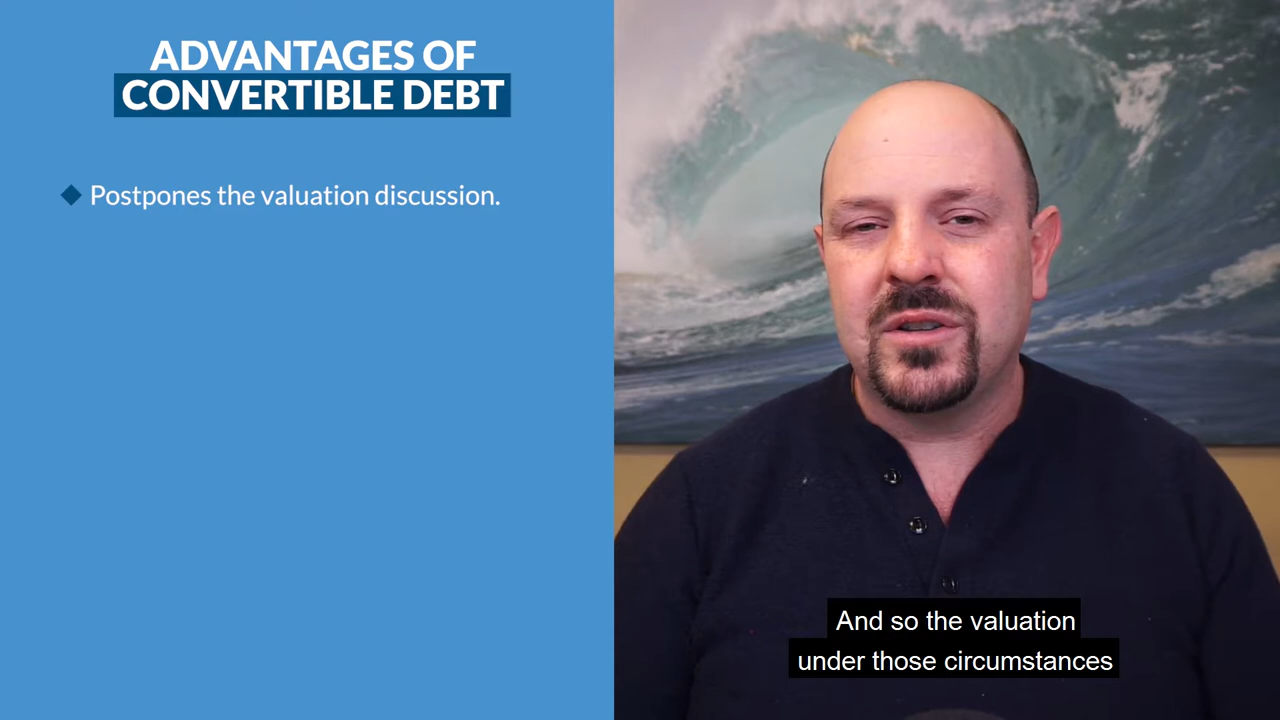 ADVANTAGES OF
CONVERTIBLE DEBT
Postpones the valuation discussion.
And so the valuation
under those circumstances